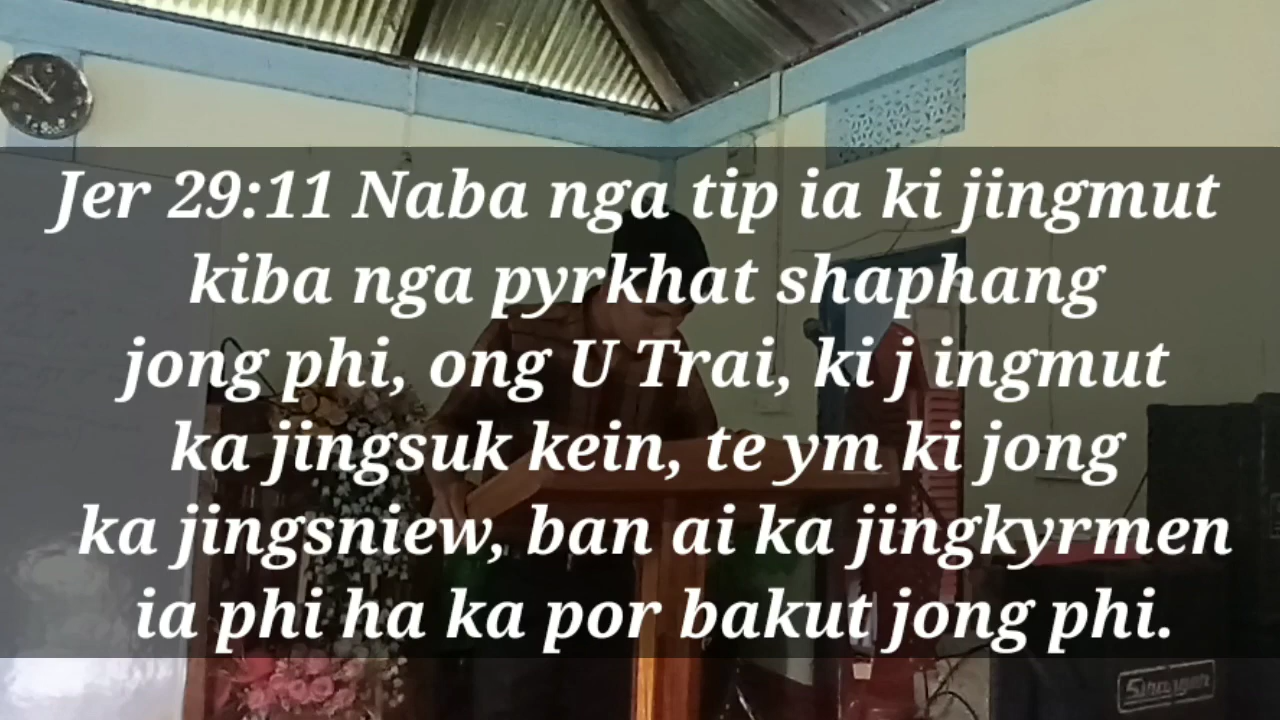 Jer 29:11 Naba nga tip ia ki jingmut
kiba nga pyrkhat shaphang
jong phi, ong U Trai, ki j ingmut
ka jingsuk kein, te ym ki jong
ka jingsniew, ban ai ka jingkyrmen
ia phi ha ka por bakut jong phi.